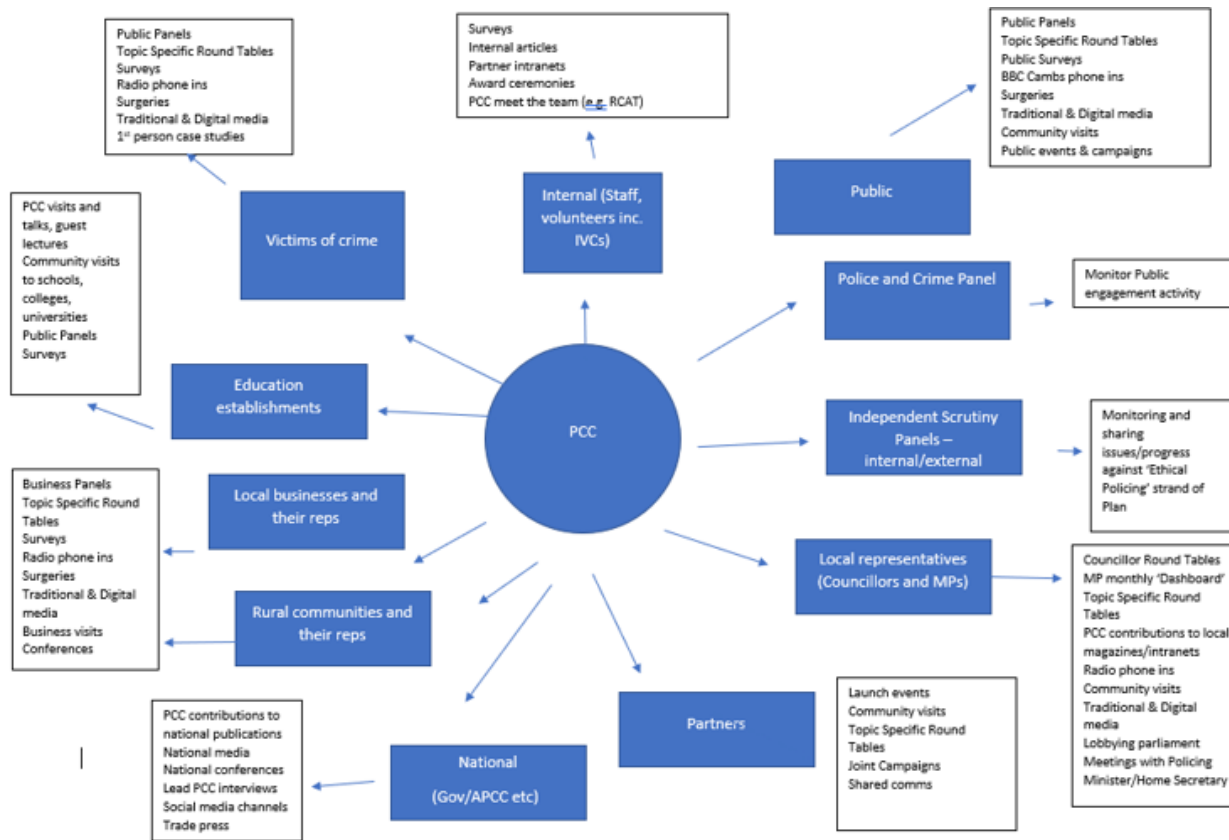 Public Panels
Topic Specific Round Tables
Surveys
Radio phone ins
Surgeries
Traditional & Digital media
1st person case studies
Surveys
Internal articles
Partner intranets
Award ceremonies
PCC meet the team (e.g. RCAT)
Public Panels
Topic Specific Round Tables
Public Surveys
BBC Cambs phone ins
Surgeries
Traditional & Digital media
Community visits
Public events & campaigns
Victims of crime
Internal (Staff,
volunteers inc.
IVCs)
Public
PCC visits and
talks, guest
lectures
Community visits
to schools,
colleges,
universities
Public Panels
Surveys
Police and Crime Panel
Monitor Public
engagement activity
Education
establishments
PCC
Independent Scrutiny
Panels –
internal/external
Monitoring and
sharing
issues/progress
against 'Ethical
Policing' strand of
Plan
Business Panels
Topic Specific Round
Tables
Surveys
Radio phone ins
Surgeries
Traditional & Digital
media
Business visits
Conferences
Local businesses and
their reps
Rural communities and
their reps
Local representatives
(Councillors and MPs)
Councillor Round Tables
MP monthly 'Dashboard'
Topic Specific Round
Tables
PCC contributions to local
magazines/intranets
Radio phone ins
Community visits
Traditional & Digital
media
Lobbying parliament
Meetings with Policing
Minister/Home Secretary
PCC contributions to
national publications
National media
National conferences
Lead PCC interviews
Social media channels
Trade press
National
(Gov/APCC etc)
Partners
Launch events
Community visits
Topic Specific Round
Tables
Joint Campaigns
Shared comms